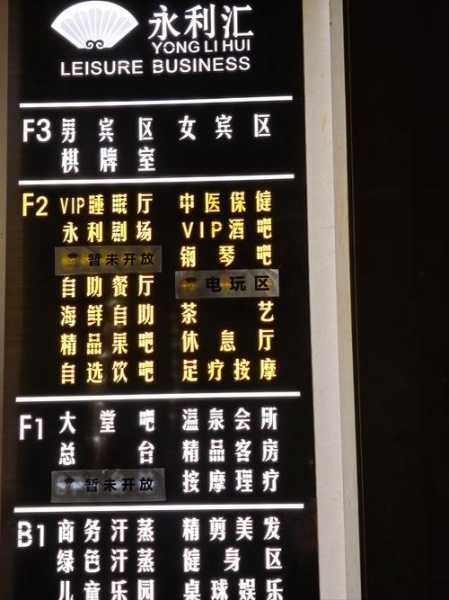 永利汇
YONG LI HUI
LEISURE BUSINESS
F3 男宾区 女宾区
棋牌室
F2 VIP睡眠厅 中医保健
永利剧场 VIP酒吧
暂未开放 钢琴吧
自助餐厅 电玩区
海鲜自助 茶艺
精品果吧 休息厅
自选饮吧 足疗按摩
F1 大堂吧 温泉会所
总台 精品客房
暂未开放 按摩理疗
B1 商务汗蒸 精剪美发
绿色汗蒸 健身区
儿童乐园 桌球娱乐